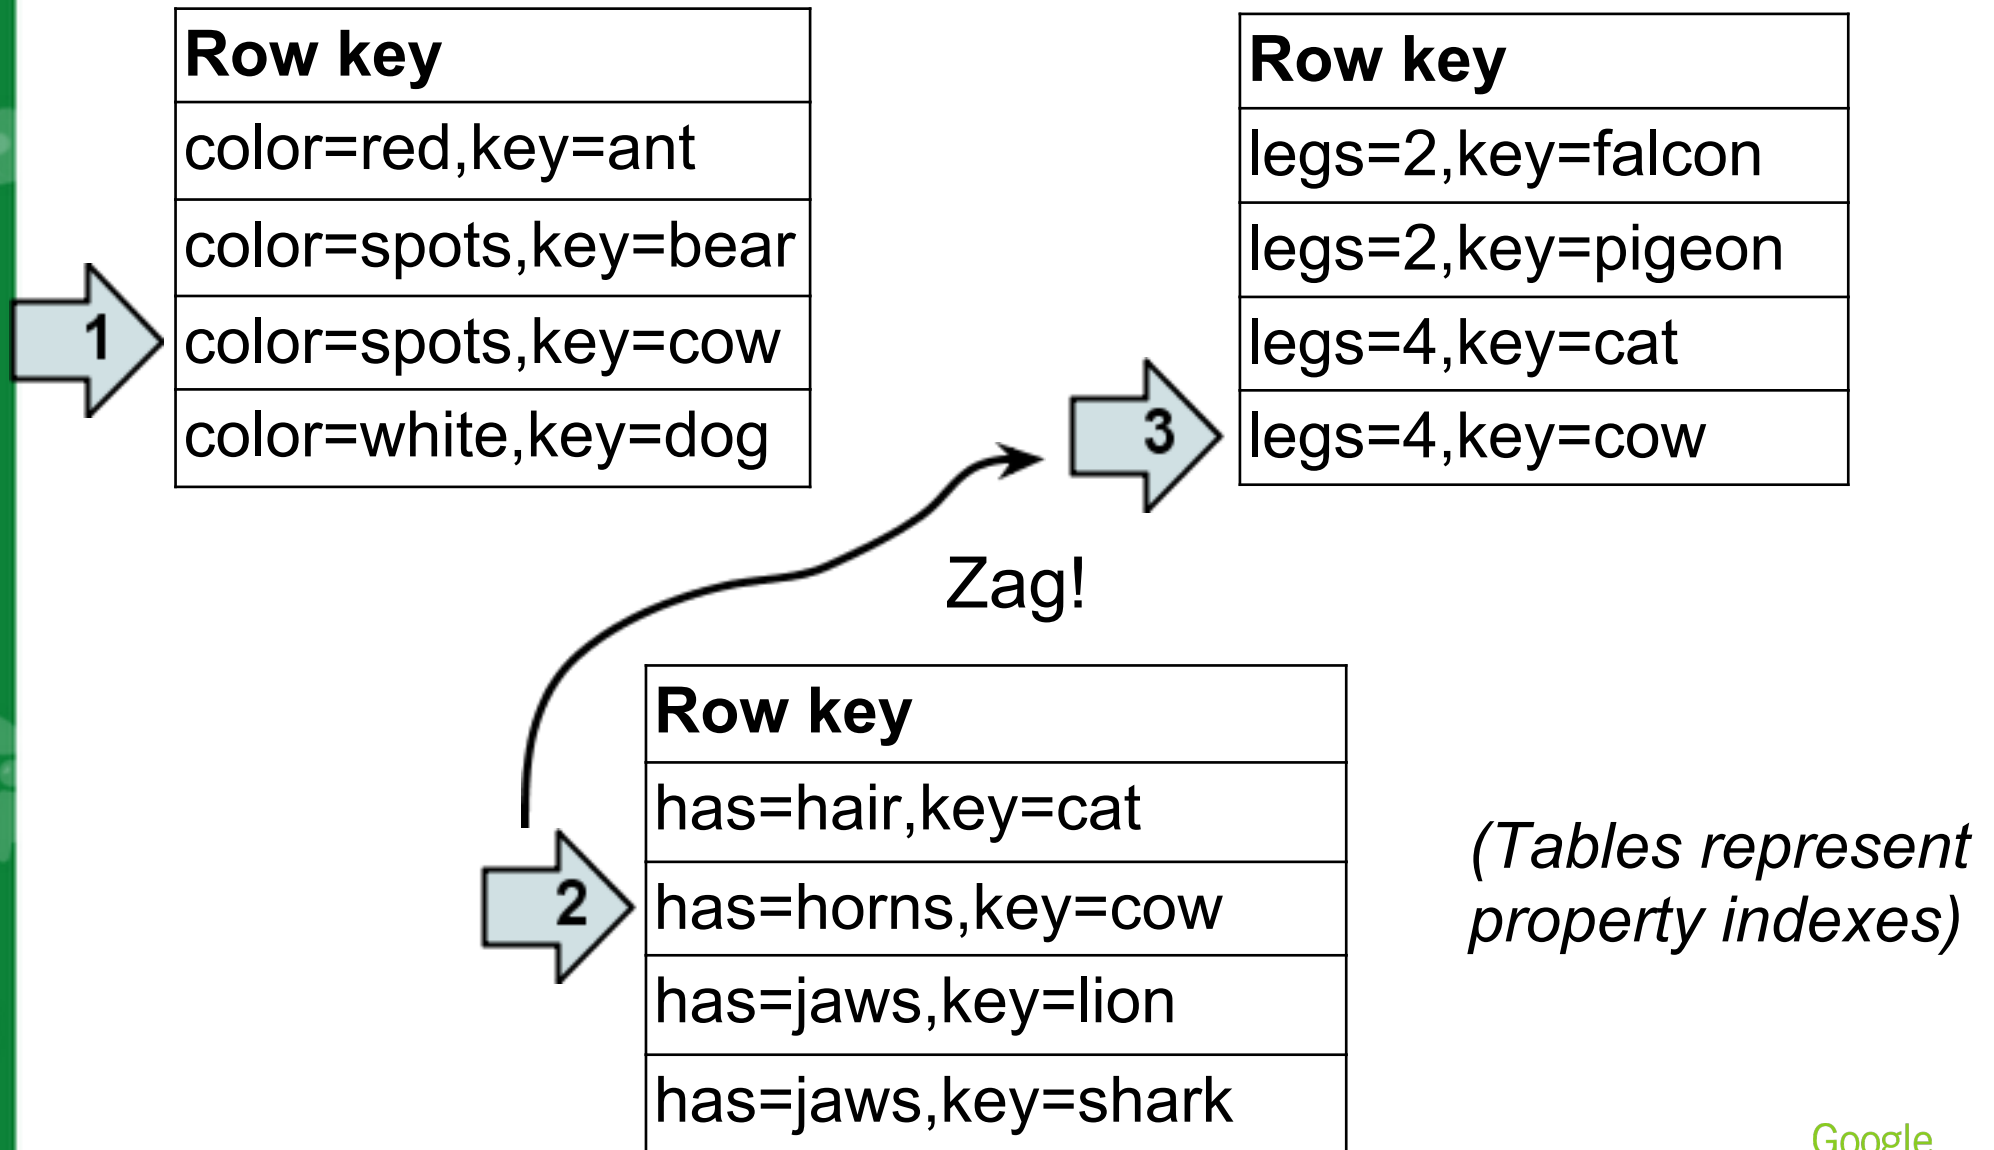 Row key
color=red,key=ant
color=spots,key=bear
1
color=spots,key=cow
color=white,key=dog
Row key
legs=2,key=falcon
legs=2,key=pigeon
legs=4,key=cat
3
legs=4,key=cow
Zag!
Row key
has=hair,key=cat
2
has=horns,key=cow
has=jaws,key=lion
has=jaws,key=shark
(Tables represent
property indexes)
Google